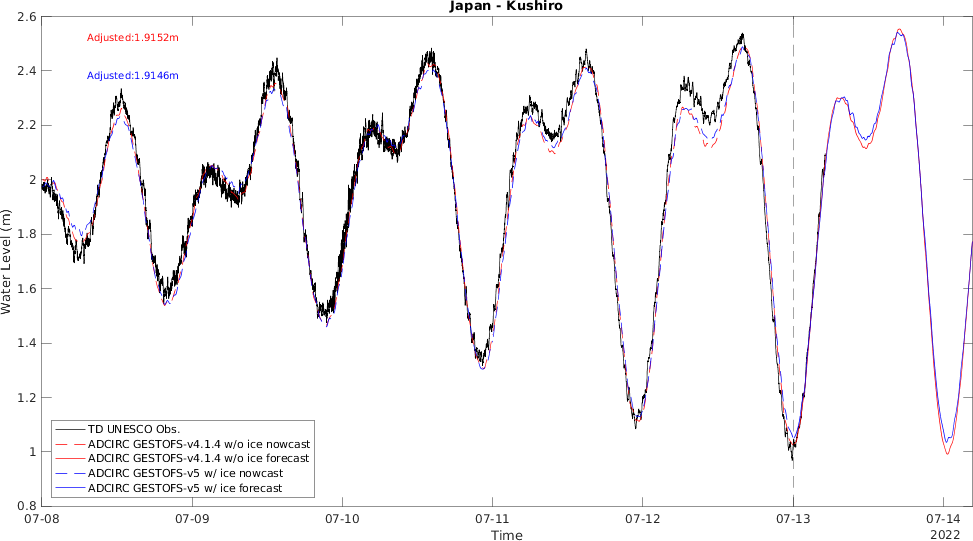 Japan - Kushiro
2.6
Adjusted:1.9152m
2.4
Adjusted:1.9146m
2.2
2
1.8
Water Level (m)
1.6
1.4
1.2
TD UNESCO Obs.
ADCIRC GESTOFS-v4.1.4 w/o ice nowcast
1
ADCIRC GESTOFS-v4.1.4 w/o ice forecast
ADCIRC GESTOFS-v5 w/ ice nowcast
ADCIRC GESTOFS-v5 w/ ice forecast
0.8
07-08 07-09 07-10 07-11 07-12 07-13 07-14
Time 2022